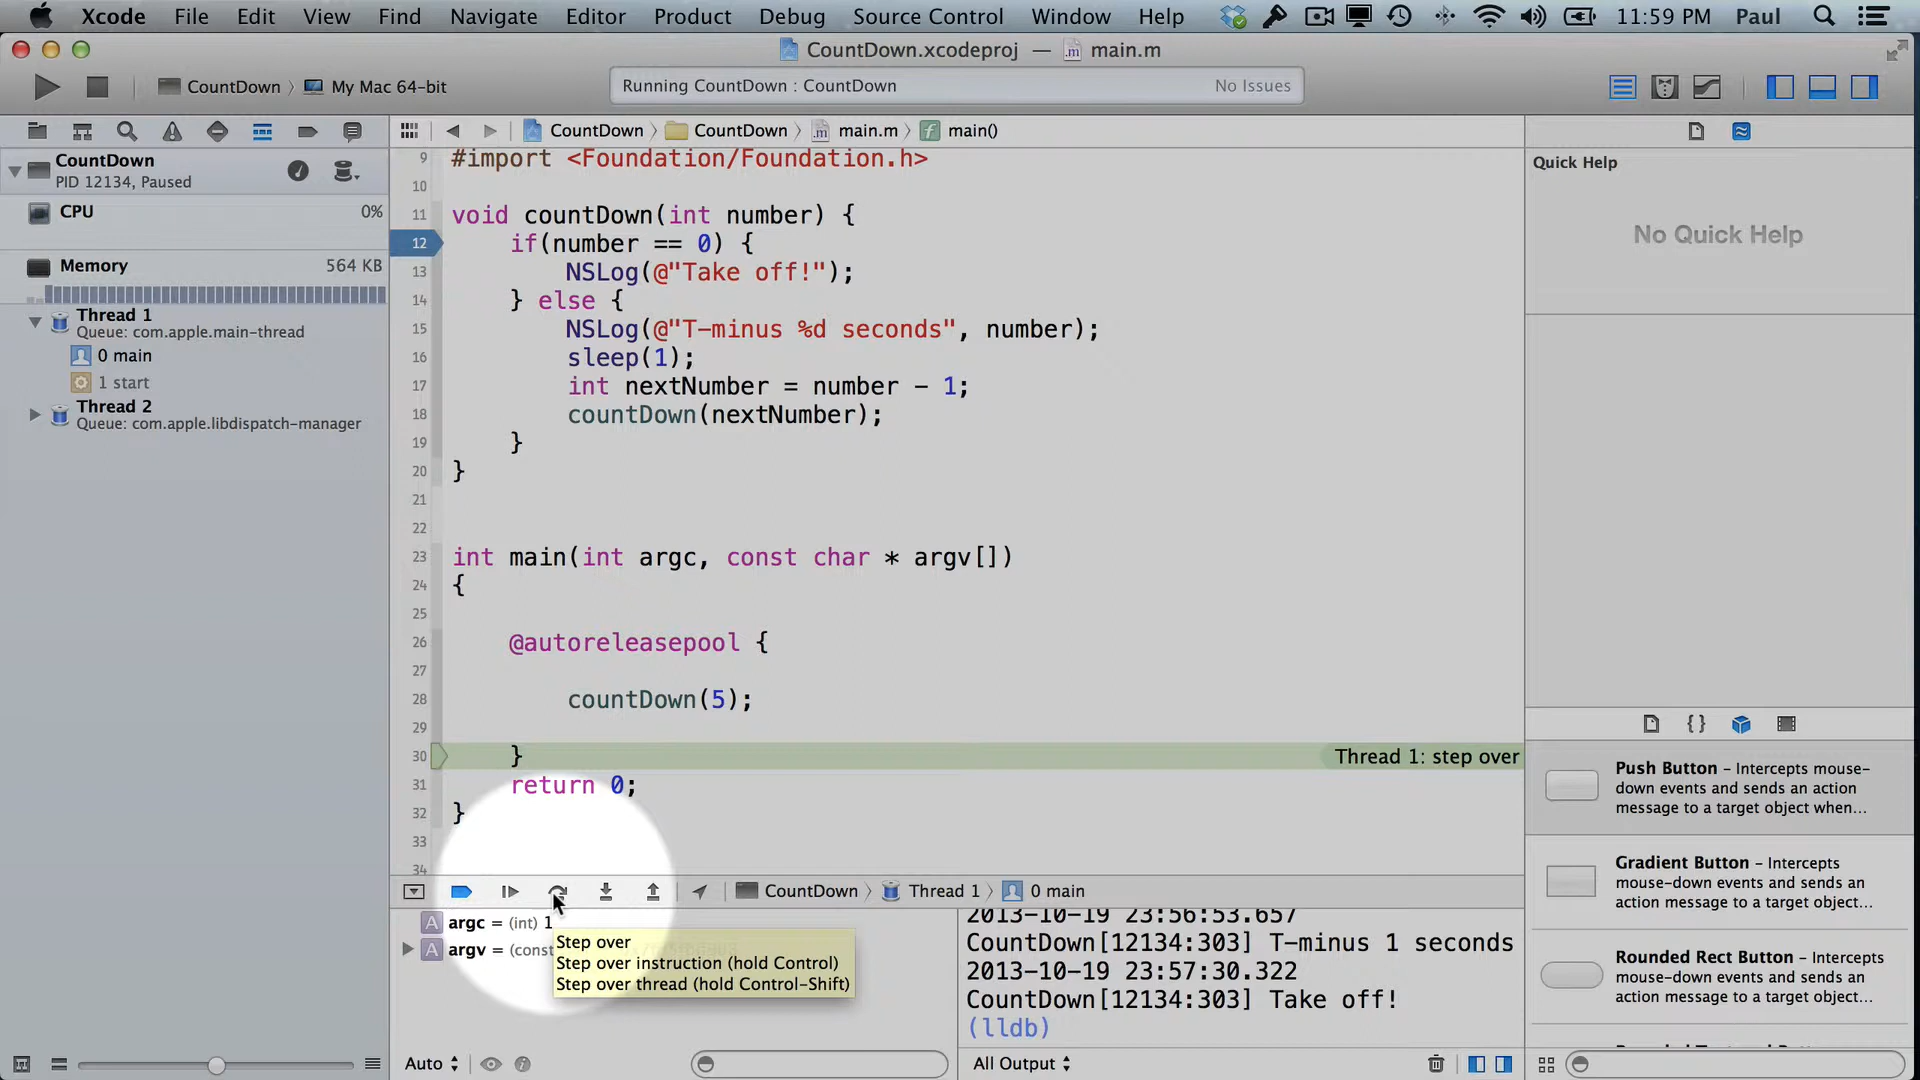 Xcode File Edit View Find Navigate Editor Product Debug Source Control Window Help 11:59 PM Paul
CountDown.xcodeproj — main.m
CountDown My Mac 64-bit
Running CountDown : CountDown No Issues
CountDown CountDown main.m main()
CountDown
PID 12134, Paused
CPU 0%
Memory 564 KB
Thread 1
Queue: com.apple.main-thread
0 main
1 start
Thread 2
Queue: com.apple.libdispatch-manager
9 #import <Foundation/Foundation.h>
10
11 void countDown(int number) {
12 if(number == 0) {
13 NSLog(@"Take off!");
14 } else {
15 NSLog(@"T-minus %d seconds", number);
16 sleep(1);
17 int nextNumber = number - 1;
18 countDown(nextNumber);
19 }
20 }
21
22
23 int main(int argc, const char * argv[])
24 {
25
26 @autoreleasepool {
27
28 countDown(5);
29
30 } Thread 1: step over
31 return 0;
32 }
33
34
CountDown Thread 1 0 main
argc = (int) 1
argv = (const
Step over
Step over instruction (hold Control)
Step over thread (hold Control-Shift)
Auto
2013-10-19 23:56:53.657
CountDown[12134:303] T-minus 1 seconds
2013-10-19 23:57:30.322
CountDown[12134:303] Take off!
(lldb)
All Output
Quick Help
No Quick Help
{ }
Push Button - Intercepts mouse-
down events and sends an action
message to a target object when...
Gradient Button - Intercepts
mouse-down events and sends an
action message to a target object...
Rounded Rect Button - Intercepts
mouse-down events and sends an
action message to a target object...